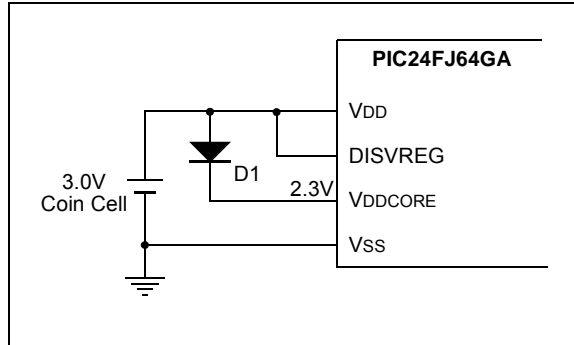 PIC24FJ64GA
VDD
DISVREG
D1
3.0V
Coin Cell
2.3V
VDDCORE
VSS